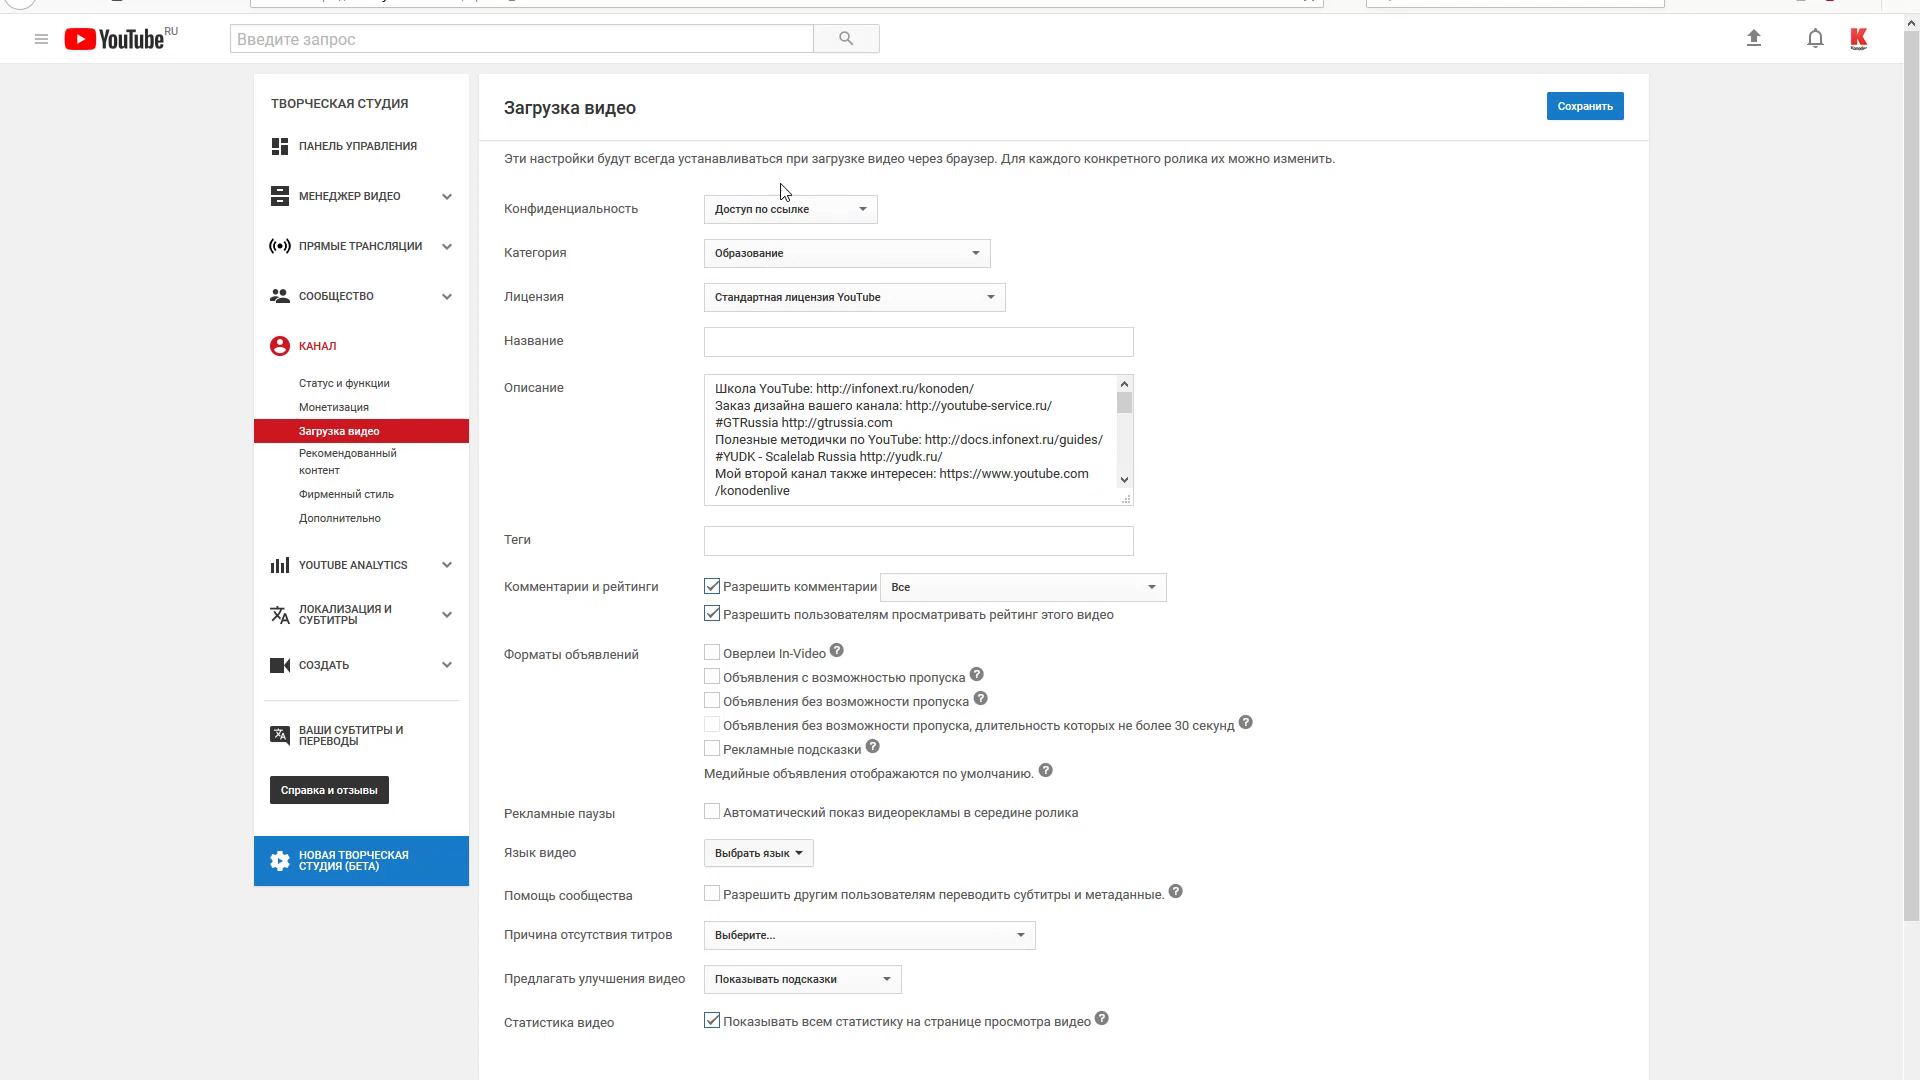 YouTube RU
Введите запрос
ТВОРЧЕСКАЯ СТУДИЯ
ПАНЕЛЬ УПРАВЛЕНИЯ
МЕНЕДЖЕР ВИДЕО
ПРЯМЫЕ ТРАНСЛЯЦИИ
СООБЩЕСТВО
КАНАЛ
Статус и функции
Монетизация
Загрузка видео
Рекомендованный
контент
Фирменный стиль
Дополнительно
YOUTUBE ANALYTICS
ЛОКАЛИЗАЦИЯ И
СУБТИТРЫ
СОЗДАТЬ
ВАШИ СУБТИТРЫ И
ПЕРЕВОДЫ
Справка и отзывы
НОВАЯ ТВОРЧЕСКАЯ
СТУДИЯ (БЕТА)
Загрузка видео
Сохранить
Эти настройки будут всегда устанавливаться при загрузке видео через браузер. Для каждого конкретного ролика их можно изменить.
Конфиденциальность
Доступ по ссылке
Категория
Образование
Лицензия
Стандартная лицензия YouTube
Название
Описание
Школа YouTube: http://infonext.ru/konoden/
Заказ дизайна вашего канала: http://youtube-service.ru/
#GTRussia http://gtrussia.com
Полезные методички по YouTube: http://docs.infonext.ru/guides/
#YUDK - Scalelab Russia http://yudk.ru/
Мой второй канал также интересен: https://www.youtube.com
/konodenlive
Теги
Комментарии и рейтинги
Разрешить комментарии
Все
Разрешить пользователям просматривать рейтинг этого видео
Форматы объявлений
Оверлеи In-Video
Объявления с возможностью пропуска
Объявления без возможности пропуска
Объявления без возможности пропуска, длительность которых не более 30 секунд
Рекламные подсказки
Медийные объявления отображаются по умолчанию.
Рекламные паузы
Автоматический показ видеорекламы в середине ролика
Язык видео
Выбрать язык
Помощь сообщества
Разрешить другим пользователям переводить субтитры и метаданные.
Причина отсутствия титров
Выберите...
Предлагать улучшения видео
Показывать подсказки
Статистика видео
Показывать всем статистику на странице просмотра видео